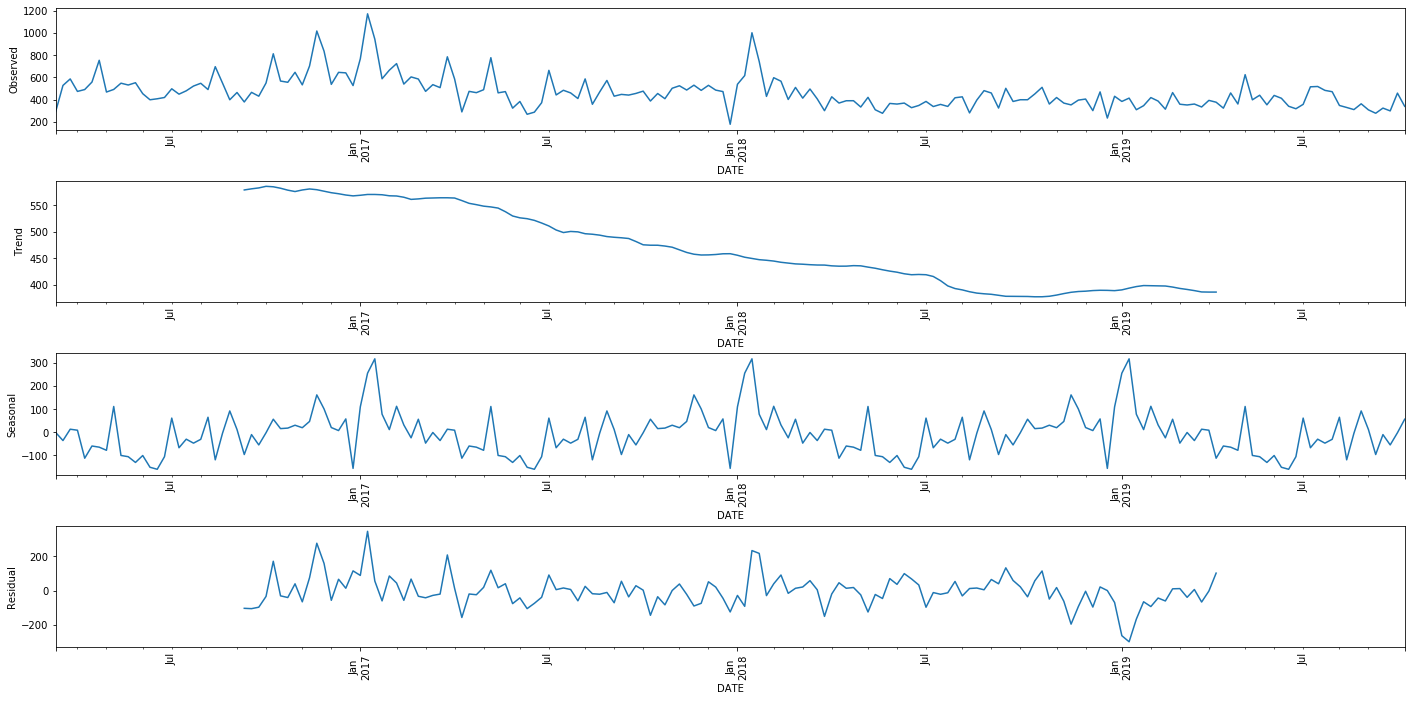 1200
1000
800
600
400
200
Observed
Jul
Jan
2017
Jul
Jan
2018
Jul
Jan
2019
Jul
DATE
550
500
450
400
Trend
Jul
Jan
2017
Jul
Jan
2018
Jul
Jan
2019
Jul
DATE
300
200
100
0
−100
Seasonal
Jul
Jan
2017
Jul
Jan
2018
Jul
Jan
2019
Jul
DATE
200
0
−200
Residual
Jul
Jan
2017
Jul
Jan
2018
Jul
Jan
2019
Jul
DATE